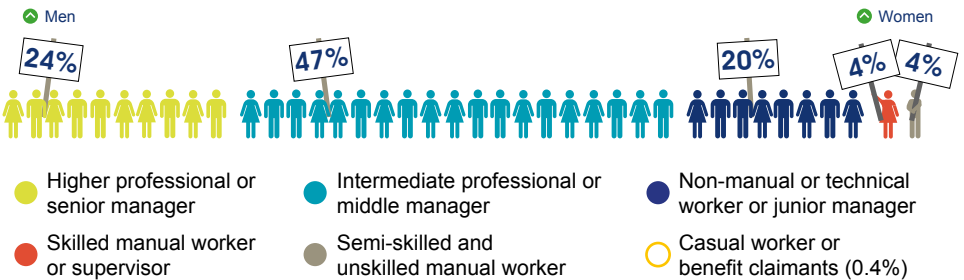 Men
Women
24%
47%
20%
4%
4%
Higher professional or
senior manager
Intermediate professional or
middle manager
Non-manual or technical
worker or junior manager
Skilled manual worker
or supervisor
Semi-skilled and
unskilled manual worker
Casual worker or
benefit claimants (0.4%)